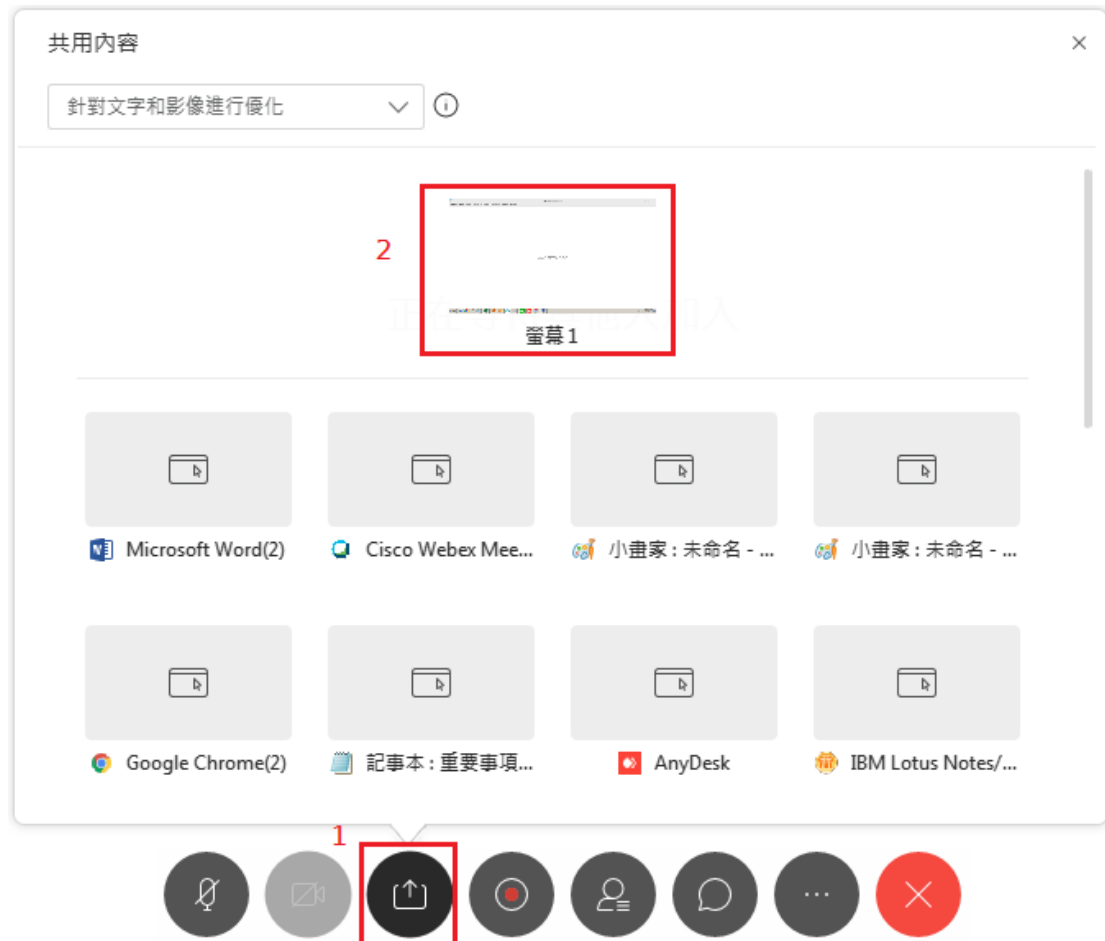 共用內容
針對文字和影像進行優化
2
螢幕 1
Microsoft Word(2)
Cisco Webex Mee...
小畫家 : 未命名 - ...
小畫家 : 未命名 - ...
Google Chrome(2)
記事本 : 重要事項...
AnyDesk
IBM Lotus Notes/...
1